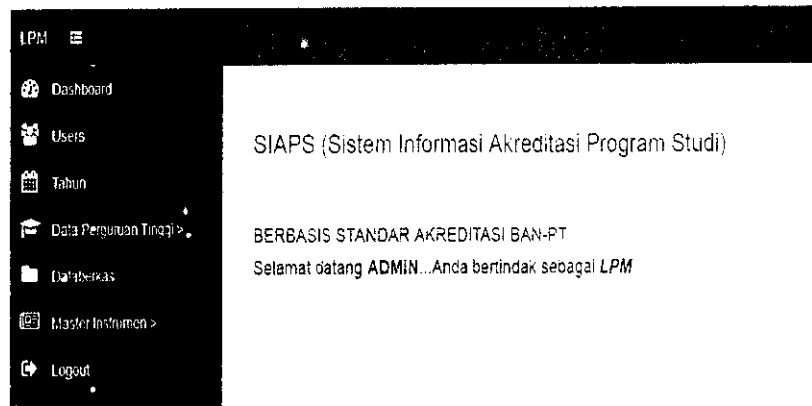 LPM
Dashboard
Users
Tahun
Data Perguruan Tinggi >
Databerkas
Master Instrumen >
Logout
SIAPS (Sistem Informasi Akreditasi Program Studi)
BERBASIS STANDAR AKREDITASI BAN-PT
Selamat datang ADMIN...Anda bertindak sebagai LPM